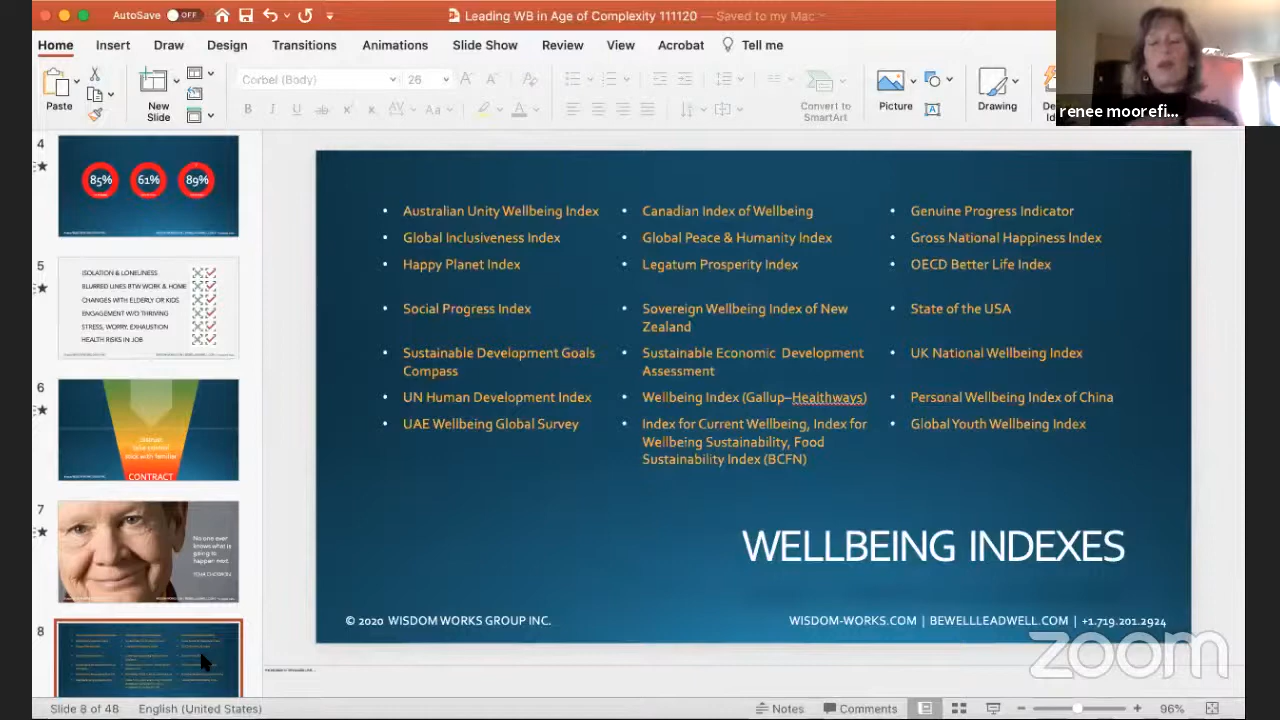 AutoSave OFF
Leading WB in Age of Complexity 111120 — Saved to my Mac
Home Insert Draw Design Transitions Animations Slide Show Review View Acrobat Tell me
Paste
New
Slide
Corbel (Body) 26
Convert to
SmartArt
Picture
Drawing
renee moorefi...
4
85% 61% 89%
5
ISOLATION & LONELINESS
BLURRED LINES BTW WORK & HOME
CHANGES WITH ELDERLY OR KIDS
ENGAGEMENT W/O THRIVING
STRESS, WORRY, EXHAUSTION
HEALTH RISKS IN JOB
6
CONTRACT
7
No one ever
knows what is
going to
happen next.
8
• Australian Unity Wellbeing Index
• Global Inclusiveness Index
• Happy Planet Index
• Social Progress Index
• Sustainable Development Goals
Compass
• UN Human Development Index
• UAE Wellbeing Global Survey
• Canadian Index of Wellbeing
• Global Peace & Humanity Index
• Legatum Prosperity Index
• Sovereign Wellbeing Index of New
Zealand
• Sustainable Economic Development
Assessment
• Wellbeing Index (Gallup–Healthways)
• Index for Current Wellbeing, Index for
Wellbeing Sustainability, Food
Sustainability Index (BCFN)
• Genuine Progress Indicator
• Gross National Happiness Index
• OECD Better Life Index
• State of the USA
• UK National Wellbeing Index
• Personal Wellbeing Index of China
• Global Youth Wellbeing Index
WELLBEING INDEXES
© 2020 WISDOM WORKS GROUP INC.
WISDOM-WORKS.COM | BEWELLLEADWELL.COM | +1.719.201.2924
zoom
Slide 8 of 46 English (United States)
Notes Comments 96%